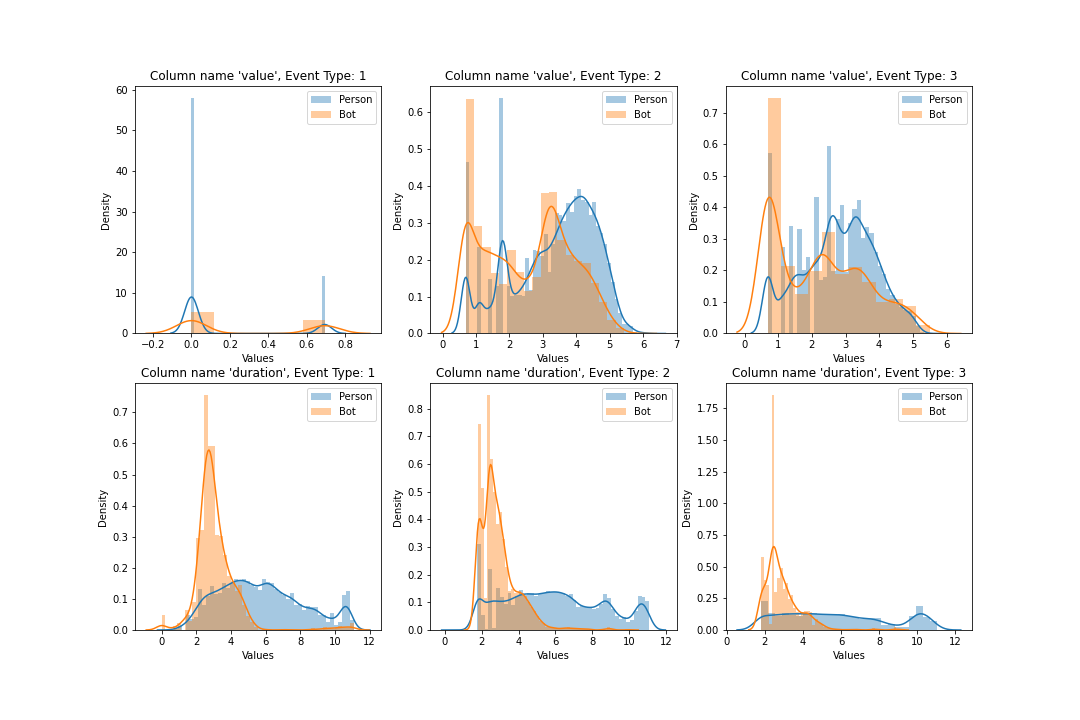 Column name 'value', Event Type: 1
Column name 'value', Event Type: 2
Column name 'value', Event Type: 3
60
50
40
30
20
10
0
Density
−0.2 0.0 0.2 0.4 0.6 0.8
Values
Person
Bot
0.6
0.5
0.4
0.3
0.2
0.1
0.0
Density
0 1 2 3 4 5 6 7
Values
Person
Bot
0.7
0.6
0.5
0.4
0.3
0.2
0.1
0.0
Density
0 1 2 3 4 5 6
Values
Person
Bot
Column name 'duration', Event Type: 1
Column name 'duration', Event Type: 2
Column name 'duration', Event Type: 3
0.7
0.6
0.5
0.4
0.3
0.2
0.1
0.0
Density
0 2 4 6 8 10 12
Values
Person
Bot
0.8
0.7
0.6
0.5
0.4
0.3
0.2
0.1
0.0
Density
0 2 4 6 8 10 12
Values
Person
Bot
1.75
1.50
1.25
1.00
0.75
0.50
0.25
0.00
Density
0 2 4 6 8 10 12
Values
Person
Bot